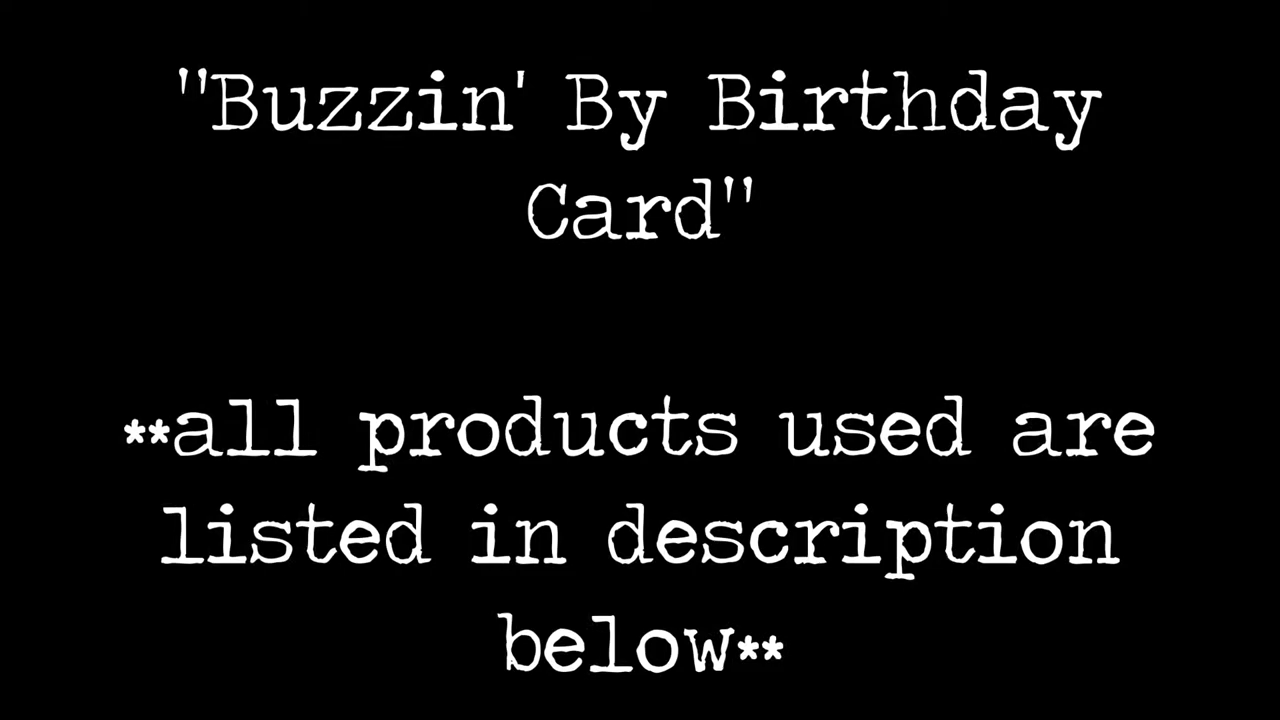 "Buzzin' By Birthday
Card"
**all products used are
listed in description
below**